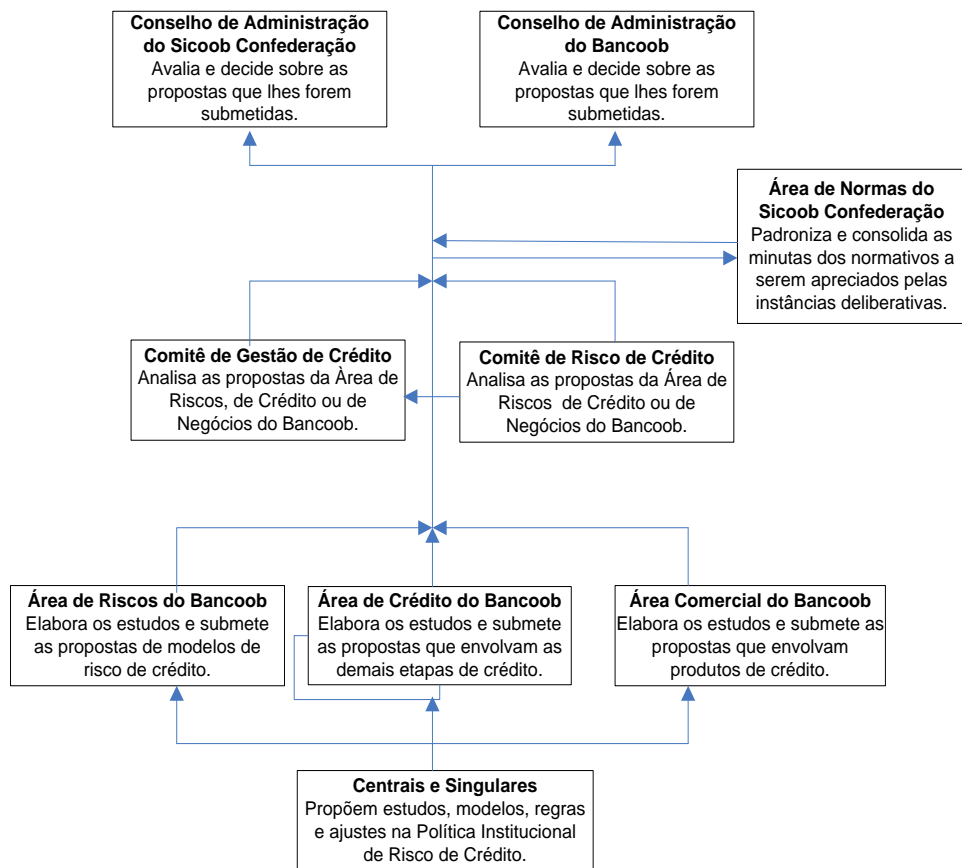 Conselho de Administração
do Sicoob Confederação
Avalia e decide sobre as
propostas que lhes forem
submetidas.
Conselho de Administração
do Bancoob
Avalia e decide sobre as
propostas que lhes forem
submetidas.
Área de Normas do
Sicoob Confederação
Padroniza e consolida as
minutas dos normativos a
serem apreciados pelas
instâncias deliberativas.
Comitê de Gestão de Crédito
Analisa as propostas da Àrea de
Riscos, de Crédito ou de
Negócios do Bancoob.
Comitê de Risco de Crédito
Analisa as propostas da Área de
Riscos de Crédito ou de
Negócios do Bancoob.
Área de Riscos do Bancoob
Elabora os estudos e submete
as propostas de modelos de
risco de crédito.
Área de Crédito do Bancoob
Elabora os estudos e submete
as propostas que envolvam as
demais etapas de crédito.
Área Comercial do Bancoob
Elabora os estudos e submete as
propostas que envolvam
produtos de crédito.
Centrais e Singulares
Propõem estudos, modelos, regras
e ajustes na Política Institucional
de Risco de Crédito.